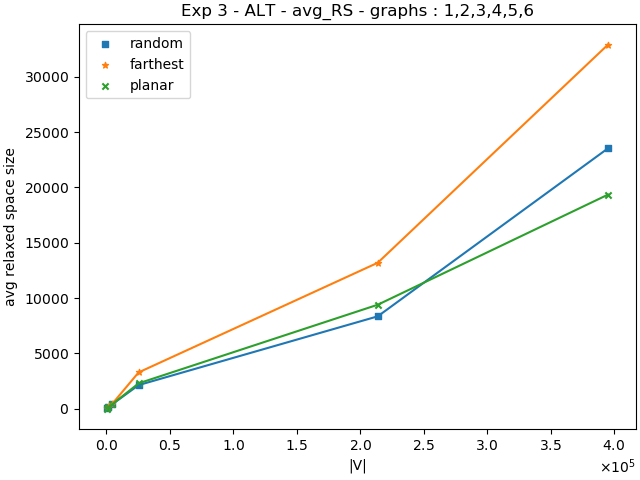 Exp 3 - ALT - avg_RS - graphs : 1,2,3,4,5,6
random
farthest
planar
avg relaxed space size
30000
25000
20000
15000
10000
5000
0
0.0 0.5 1.0 1.5 2.0 2.5 3.0 3.5 4.0
|V|
×10⁵